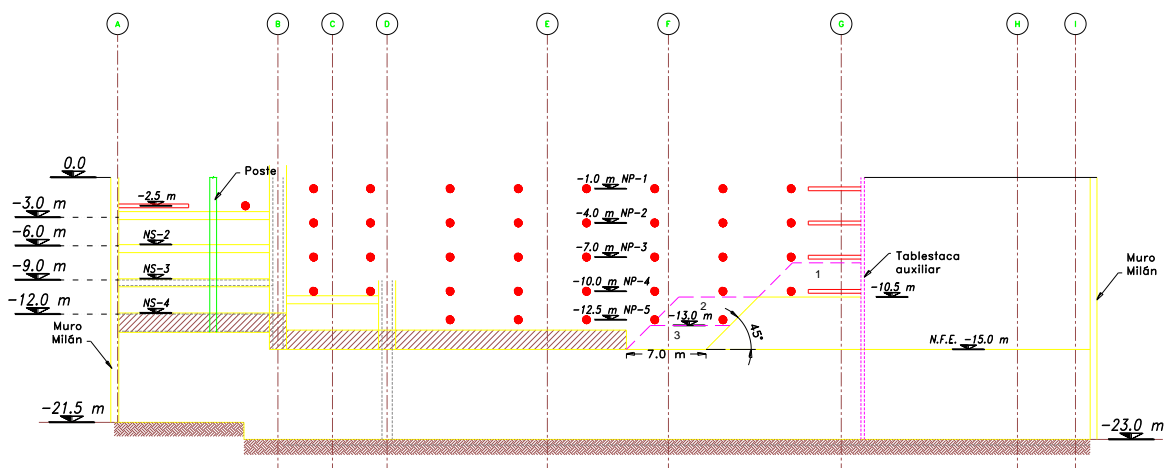 A B C D E F G H I
0.0
Poste
-1.0 m NP-1
-2.5 m
-3.0 m
-4.0 m NP-2
-6.0 m
NS-2
-7.0 m NP-3
Tablestaca
auxiliar
Muro
Milán
-9.0 m
NS-3
1
-10.0 m NP-4
-10.5 m
-12.0 m
NS-4
2
-12.5 m NP-5
-13.0 m
Muro
Milán
3
45°
7.0 m
N.F.E. -15.0 m
-21.5 m
-23.0 m